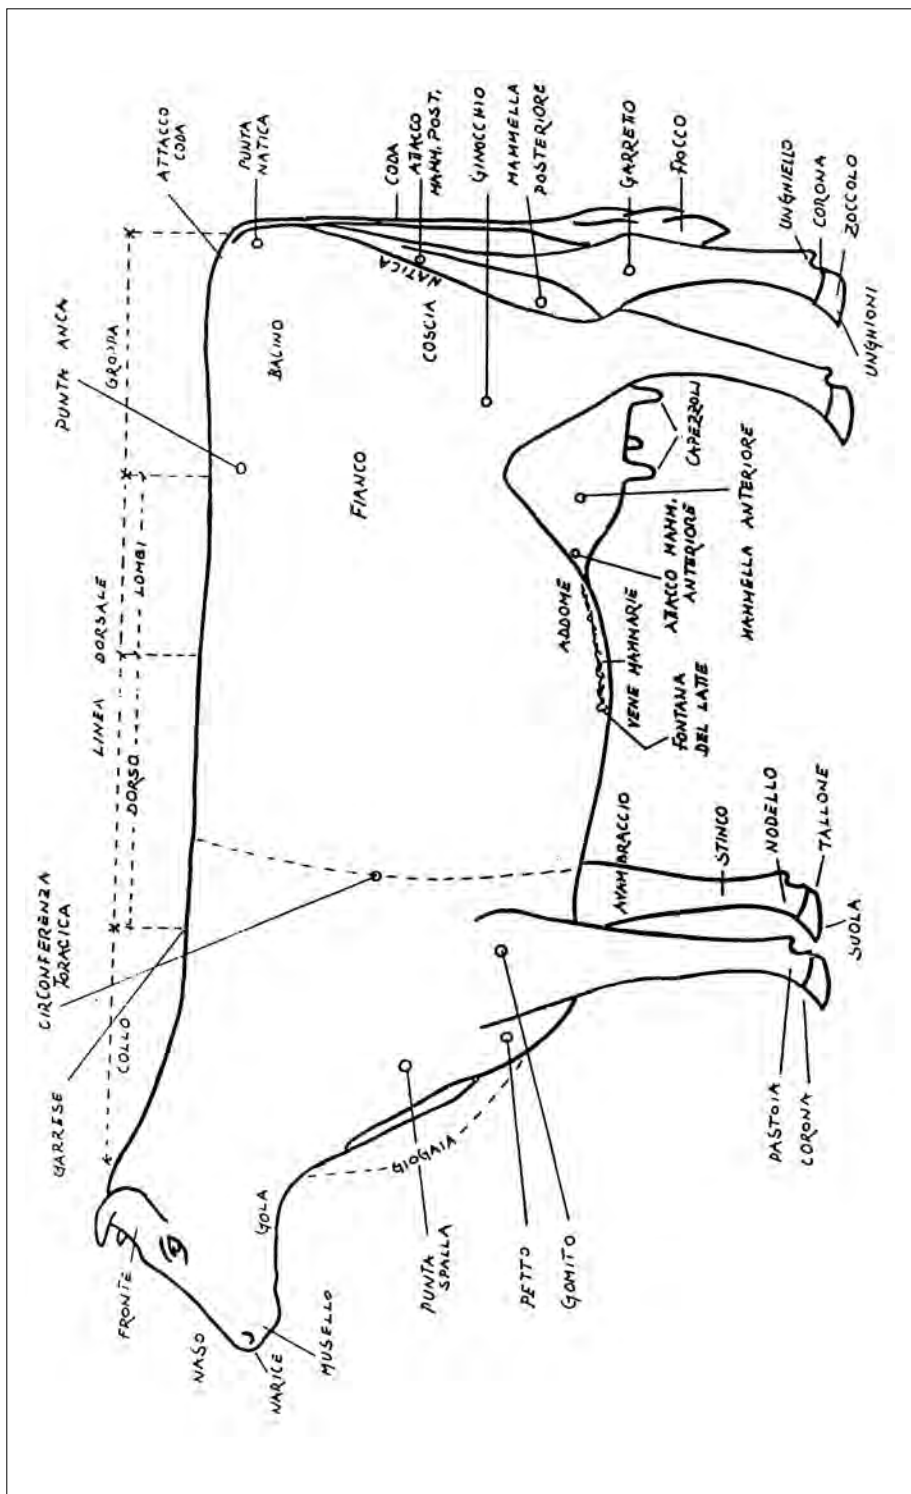 CIRCONFERENZA
TORACICA
PUNTA ANCA
GARRESE
LINEA DORSALE
ATTACCO
CODA
COLLO
GROPPA
DORSO
LOMBI
FRONTE
PUNTA
NATICA
NASO
GOLA
BACINO
NARICE
MUSELLO
FIANCO
NATICA
CODA
GIOGAIA
COSCIA
ATTACCO
MAMM. POST.
PUNTA
SPALLA
GINOCCHIO
PETTO
MAMMELLA
POSTERIORE
GOMITO
ADDOME
AVAMBRACCIO
VENE MAMMARIE
GARRETO
FONTANA
DEL LATTE
ATTACCO MAMM.
ANTERIORE
CAPEZZOLI
FIOCCO
STINCO
MAMMELLA ANTERIORE
PASTOIA
NODELLO
UNGHIELLO
CORONA
TALLONE
CORONA
SUOLA
ZOCCOLO
UNGHIONI